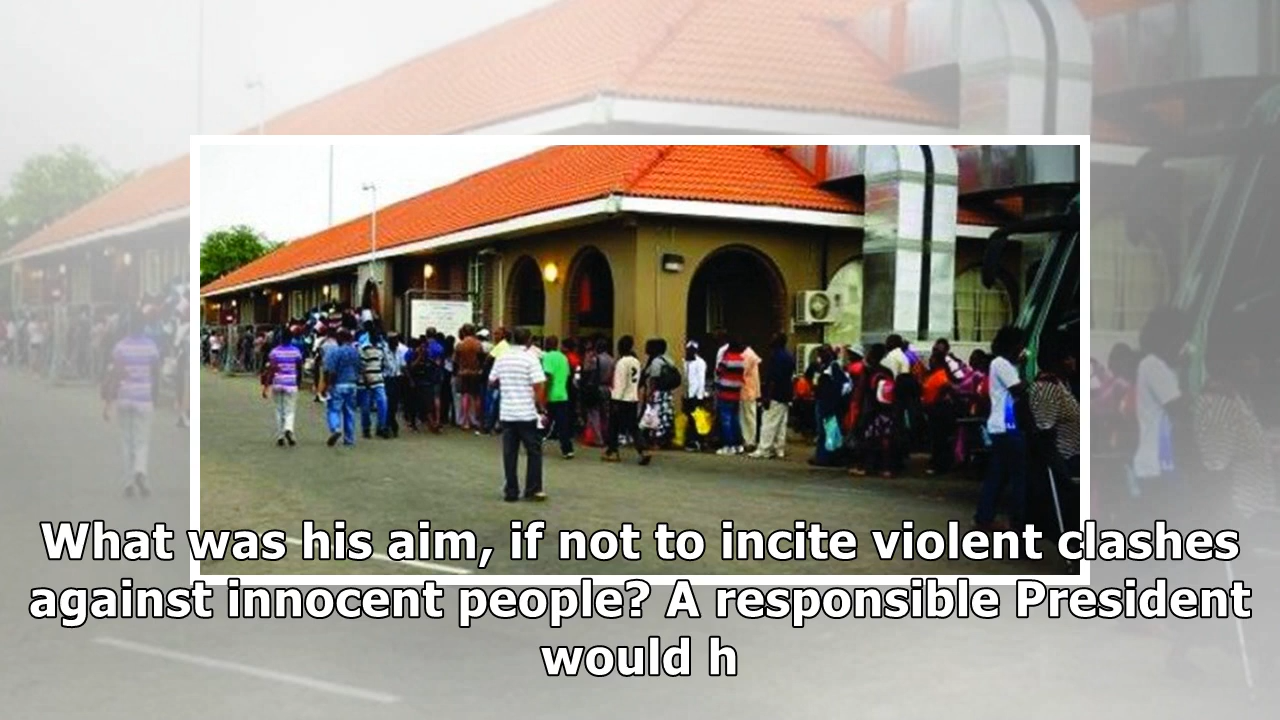 What was his aim, if not to incite violent clashes
against innocent people? A responsible President
would h